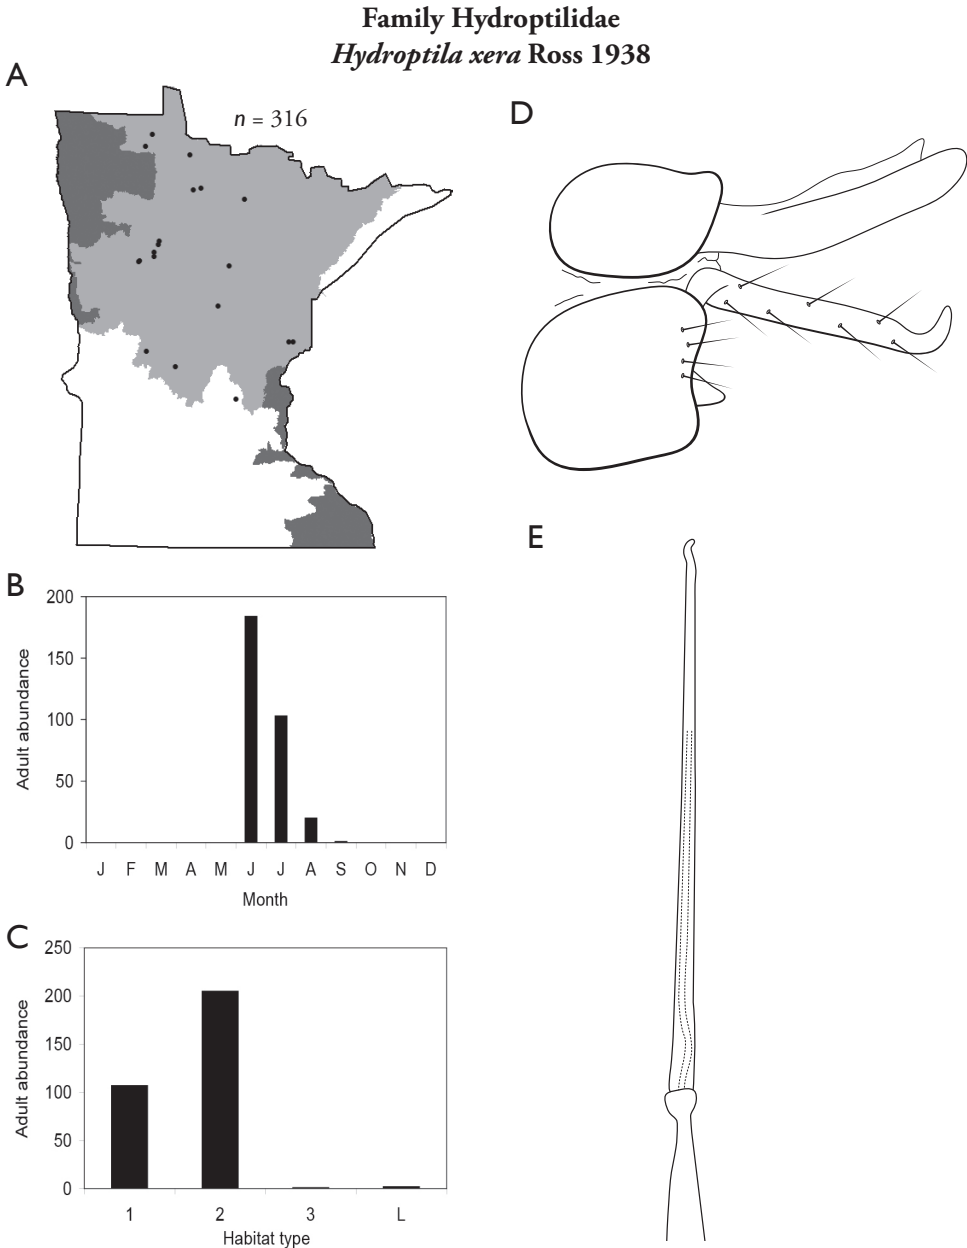 Family Hydroptilidae
Hydroptila xera Ross 1938
A
n = 316
D
E
B
200
150
100
50
0
Adult abundance
J F M A M J J A S O N D
Month
C
250
200
150
100
50
0
Adult abundance
1 2 3 L
Habitat type